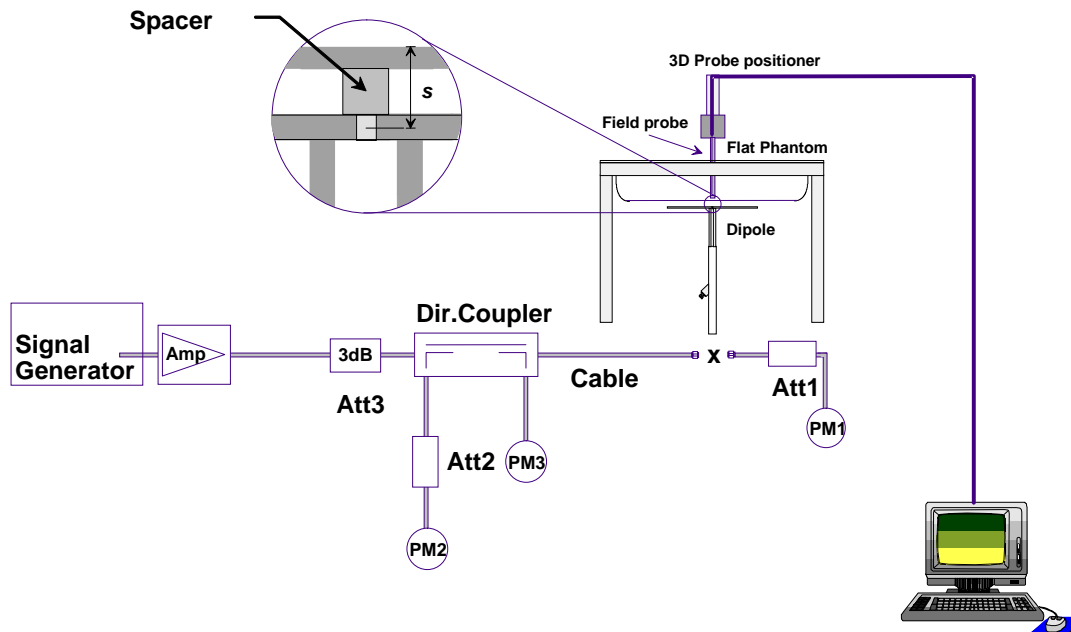 Spacer
s
3D Probe positioner
Field probe
Flat Phantom
Dipole
Dir.Coupler
Signal
Generator
Amp
3dB
Att3
Cable
x
Att1
PM1
Att2
PM3
PM2